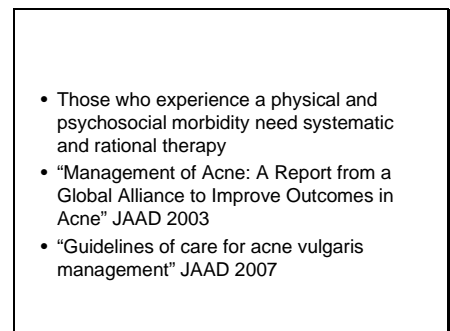 • Those who experience a physical and
psychosocial morbidity need systematic
and rational therapy
• “Management of Acne: A Report from a
Global Alliance to Improve Outcomes in
Acne” JAAD 2003
• “Guidelines of care for acne vulgaris
management” JAAD 2007